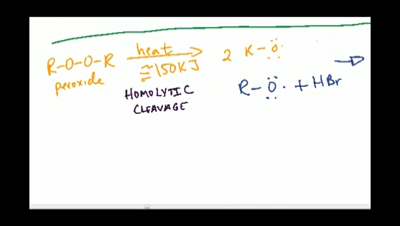 R-O-O-R heat 2 R-Ö·
peroxide ≅150KJ
HOMOLYTIC
CLEAVAGE
R-Ö· + HBr →